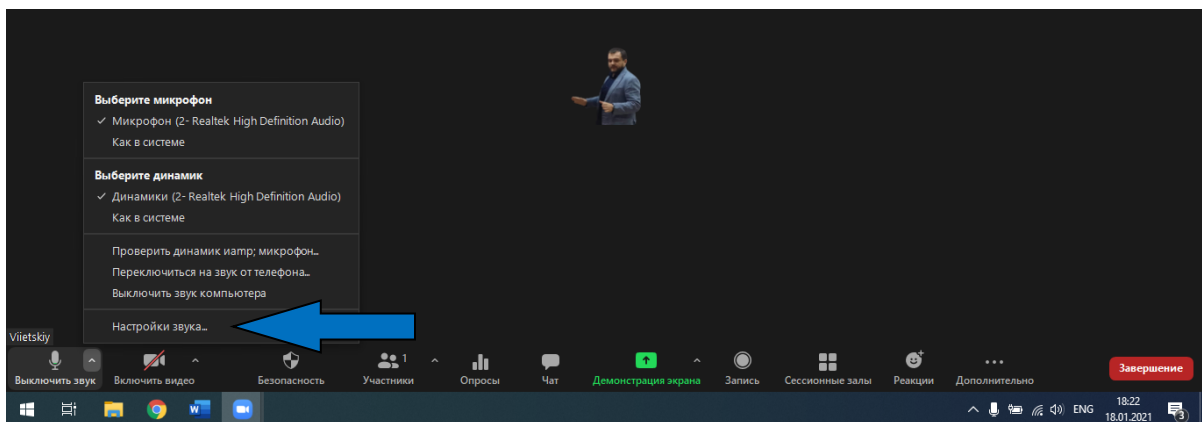 Выберите микрофон
Микрофон (2- Realtek High Definition Audio)
Как в системе
Выберите динамик
Динамики (2- Realtek High Definition Audio)
Как в системе
Проверить динамик иamp; микрофон...
Переключиться на звук от телефона...
Выключить звук компьютера
Настройки звука...
Viietskiy
1
Выключить звук Включить видео Безопасность Участники Опросы Чат Демонстрация экрана Запись Сессионные залы Реакции Дополнительно Завершение
W
ENG 18:22
18.01.2021 3